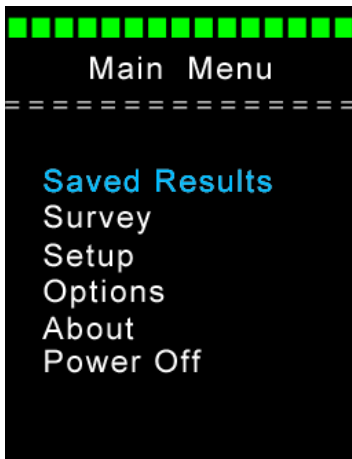 Main Menu
===============
Saved Results
Survey
Setup
Options
About
Power Off